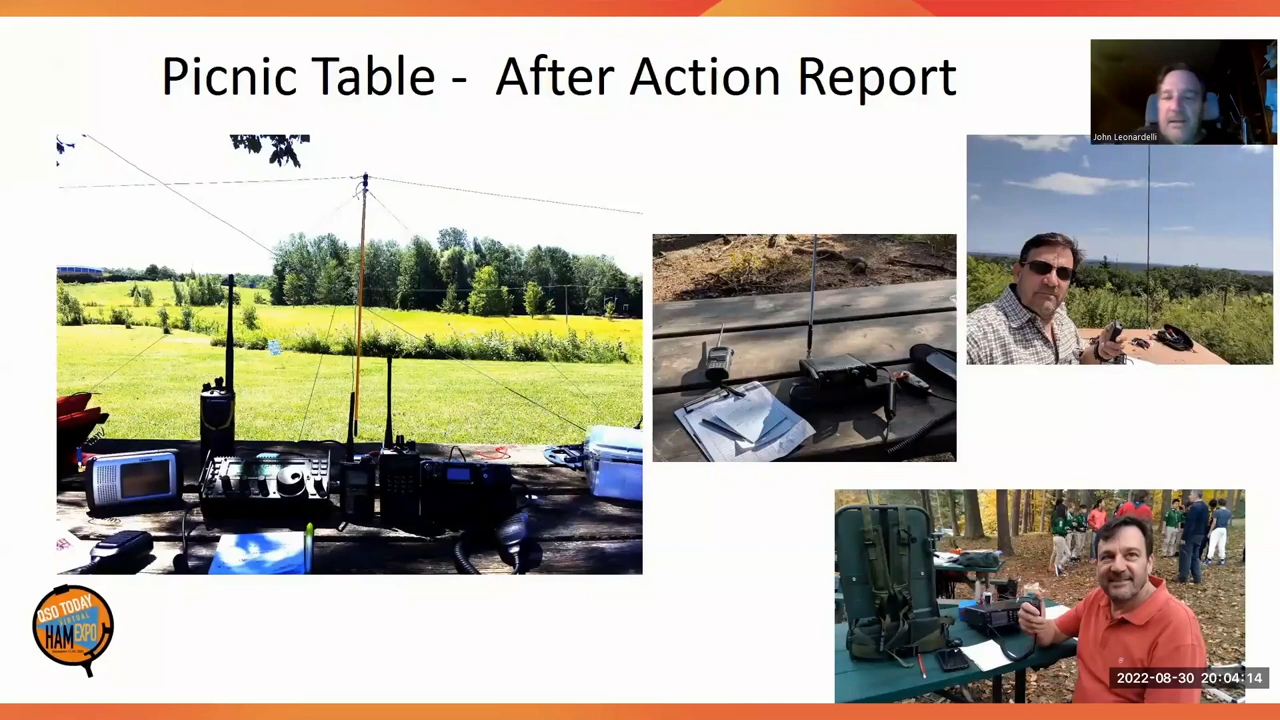 Picnic Table - After Action Report
John Leonardelli
QSO TODAY
VIRTUAL
HAM EXPO
2022-08-30 20:04:14